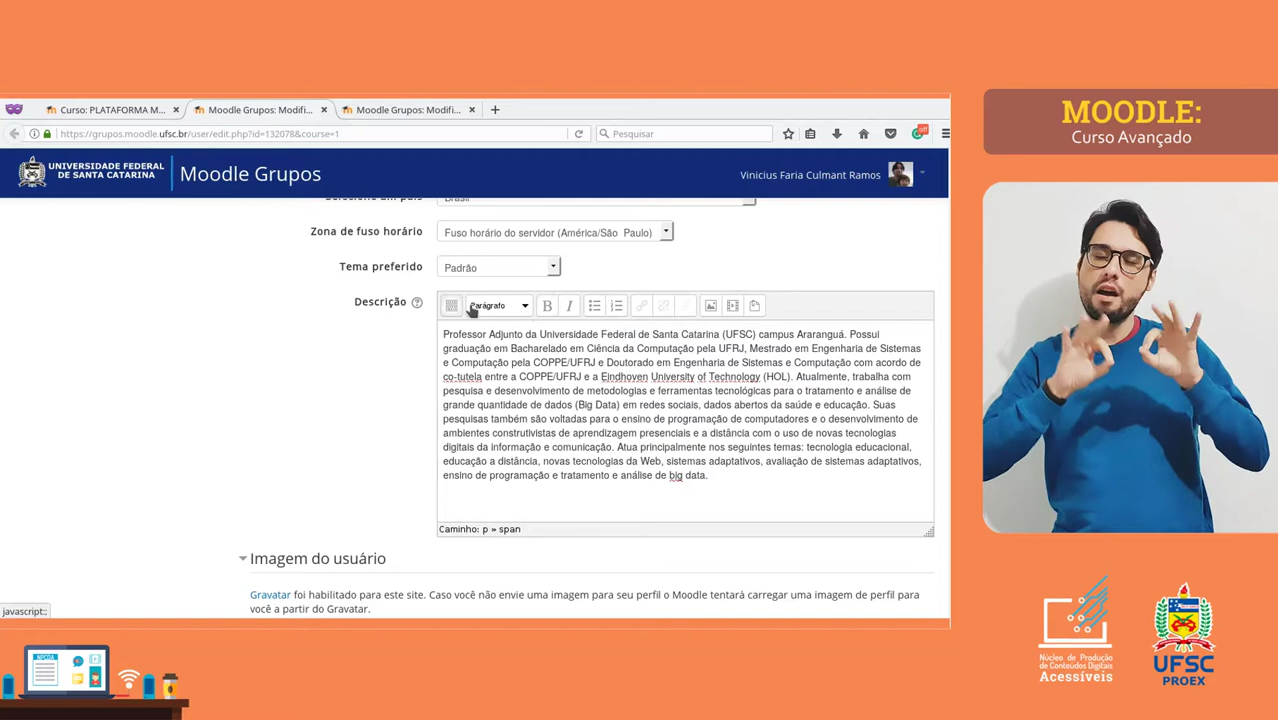 Curso: PLATAFORMA M...
Moodle Grupos: Modifi...
Moodle Grupos: Modifi...
https://grupos.moodle.ufsc.br/user/edit.php?id=132078&course=1
Pesquisar
off
UNIVERSIDADE FEDERAL
DE SANTA CATARINA
Moodle Grupos
Vinicius Faria Culmant Ramos
Selecione um país
Brasil
Zona de fuso horário
Fuso horário do servidor (América/São Paulo)
Tema preferido
Padrão
Descrição
Parágrafo
B I
Professor Adjunto da Universidade Federal de Santa Catarina (UFSC) campus Araranguá. Possui
graduação em Bacharelado em Ciência da Computação pela UFRJ, Mestrado em Engenharia de Sistemas
e Computação pela COPPE/UFRJ e Doutorado em Engenharia de Sistemas e Computação com acordo de
co-tutela entre a COPPE/UFRJ e a Eindhoven University of Technology (HOL). Atualmente, trabalha com
pesquisa e desenvolvimento de metodologias e ferramentas tecnológicas para o tratamento e análise de
grande quantidade de dados (Big Data) em redes sociais, dados abertos da saúde e educação. Suas
pesquisas também são voltadas para o ensino de programação de computadores e o desenvolvimento de
ambientes construtivistas de aprendizagem presenciais e a distância com o uso de novas tecnologias
digitais da informação e comunicação. Atua principalmente nos seguintes temas: tecnologia educacional,
educação a distância, novas tecnologias da Web, sistemas adaptativos, avaliação de sistemas adaptativos,
ensino de programação e tratamento e análise de big data.
Caminho: p » span
Imagem do usuário
Gravatar foi habilitado para este site. Caso você não envie uma imagem para seu perfil o Moodle tentará carregar uma imagem de perfil para
você a partir do Gravatar.
javascript:;
MOODLE:
Curso Avançado
NPCDA
Núcleo de Produção
de Conteúdos Digitais
Acessíveis
UFSC
PROEX